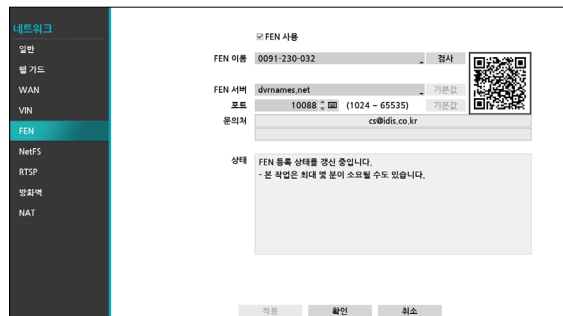 네트워크
일반
웹 가드
WAN
VIN
FEN
NetFS
RTSP
방화벽
NAT
FEN 사용
FEN 이름 0091-230-032 검사
FEN 서버 dvrnames.net 기본값
포트 10088 (1024 ~ 65535) 기본값
문의처 cs@idis.co.kr
상태 FEN 등록 상태를 갱신 중입니다.
- 본 작업은 최대 몇 분이 소요될 수도 있습니다.
적용 확인 취소